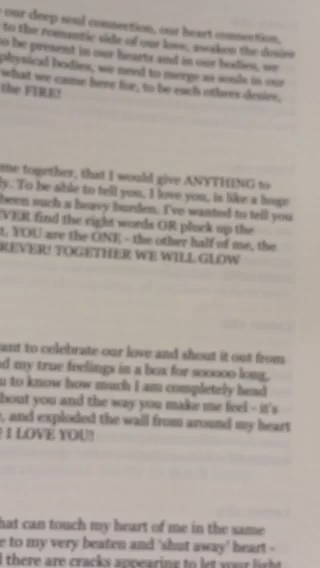 our deep soul connection, our heart connection,
to the romantic side of our love, awaken the desire
to be present in our hearts and in our bodies, we
physical bodies, we need to merge as souls in our
what we came here for, to be each others desire,
the FIRE!
me together, that I would give ANYTHING to
To be able to tell you, I love you, is like a huge
been such a heavy burden. I've wanted to tell you
EVER find the right words OR pluck up the
YOU are the ONE - the other half of me, the
REVER! TOGETHER WE WILL GLOW
ant to celebrate our love and shout it out from
d my true feelings in a box for sooooo long,
u to know how much I am completely head
bout you and the way you make me feel - it's
, and exploded the wall from around my heart
! I LOVE YOU!
hat can touch my heart of me in the same
e to my very beaten and 'shut away' heart -
there are cracks appearing to let your light